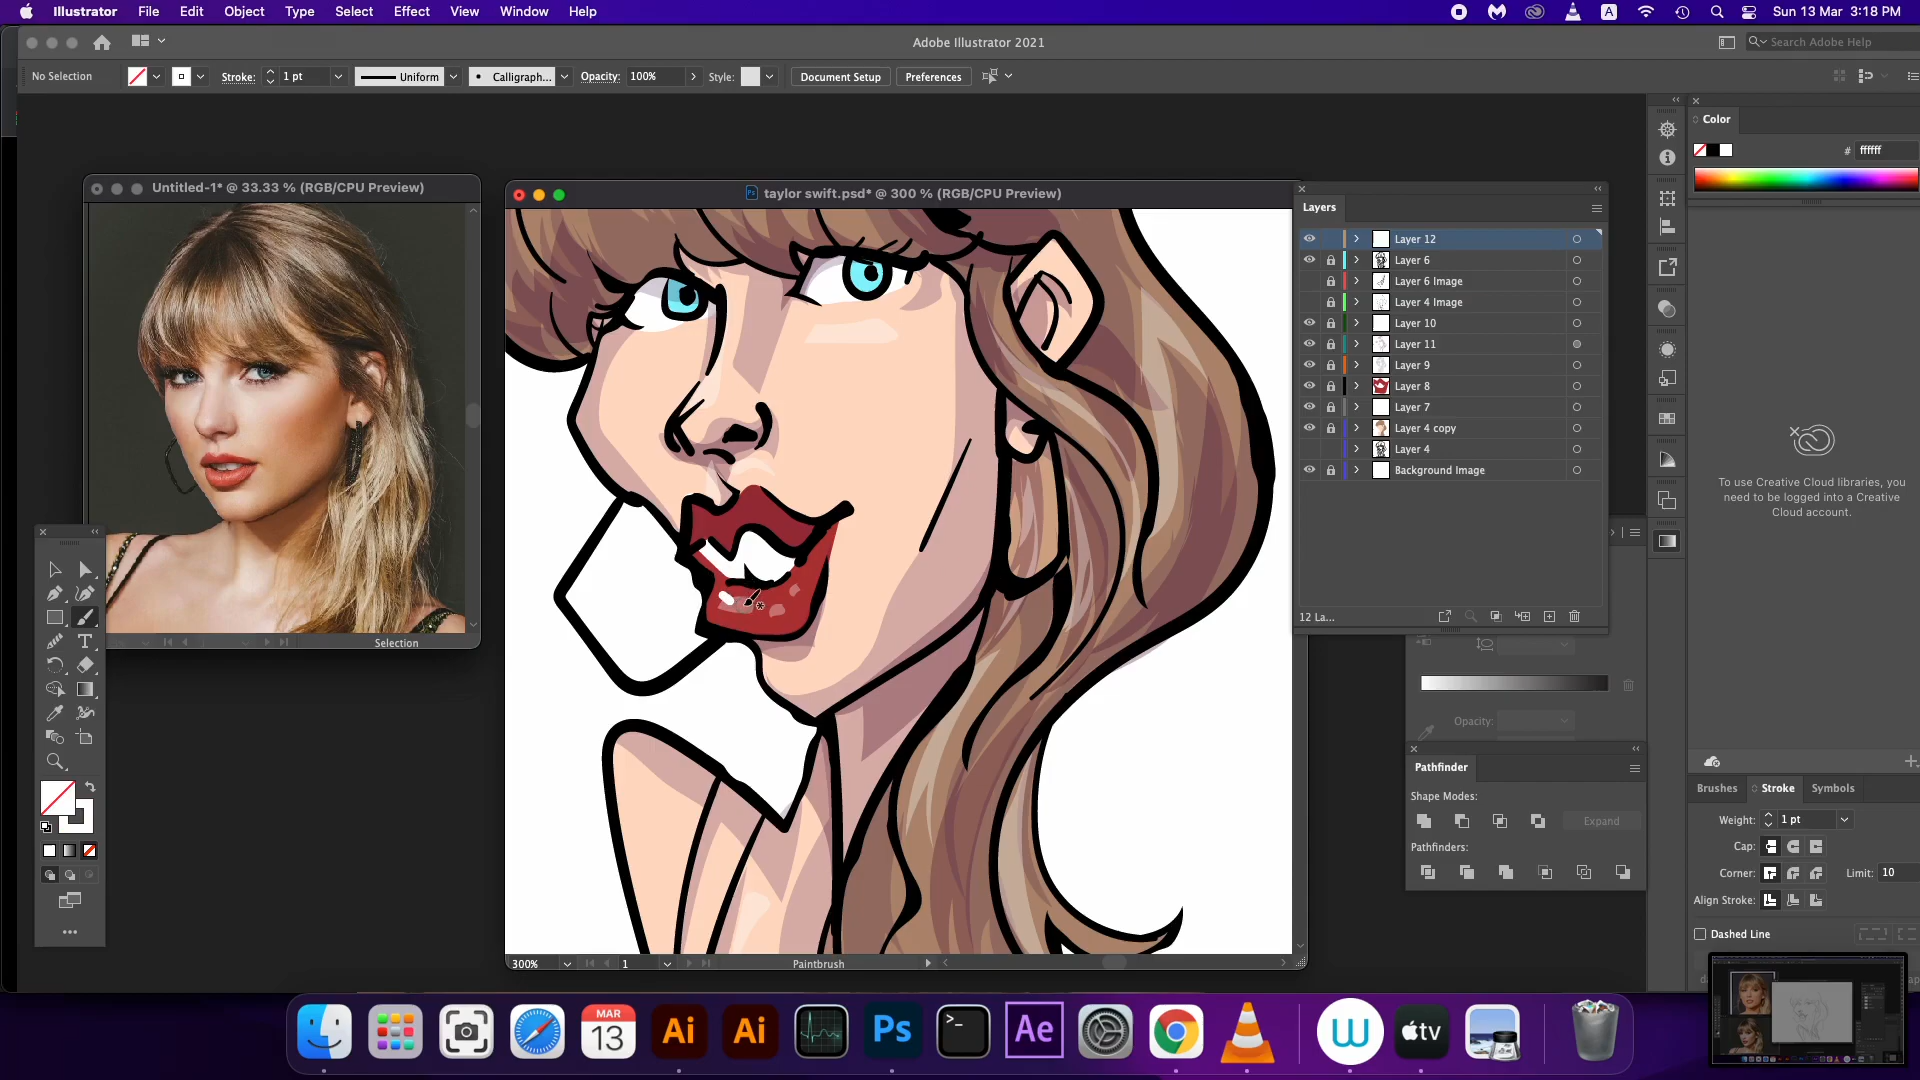 Illustrator File Edit Object Type Select Effect View Window Help
A Sun 13 Mar 3:18 PM
Adobe Illustrator 2021
Search Adobe Help
No Selection Stroke: 1 pt Uniform Calligraph... Opacity: 100% Style: Document Setup Preferences
Color
# ffffff
Untitled-1* @ 33.33 % (RGB/CPU Preview)
Selection
taylor swift.psd* @ 300 % (RGB/CPU Preview)
300% 1 Paintbrush
Layers
Layer 12
Layer 6
Layer 6 Image
Layer 4 Image
Layer 10
Layer 11
Layer 9
Layer 8
Layer 7
Layer 4 copy
Layer 4
Background Image
12 La...
To use Creative Cloud libraries, you
need to be logged into a Creative
Cloud account.
Opacity:
Pathfinder
Shape Modes:
Expand
Pathfinders:
Brushes Stroke Symbols
Weight: 1 pt
Cap:
Corner: Limit: 10
Align Stroke:
Dashed Line
T
MAR
13
Ai
Ai
Ps
>_
Ae
W
tv